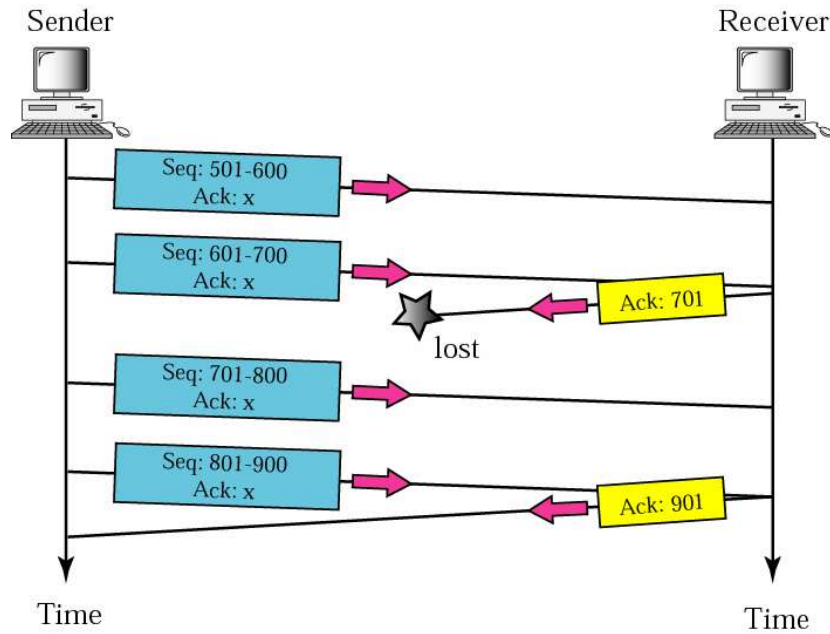 Sender
Receiver
Seq: 501-600
Ack: x
Seq: 601-700
Ack: x
Ack: 701
lost
Seq: 701-800
Ack: x
Seq: 801-900
Ack: x
Ack: 901
Time
Time